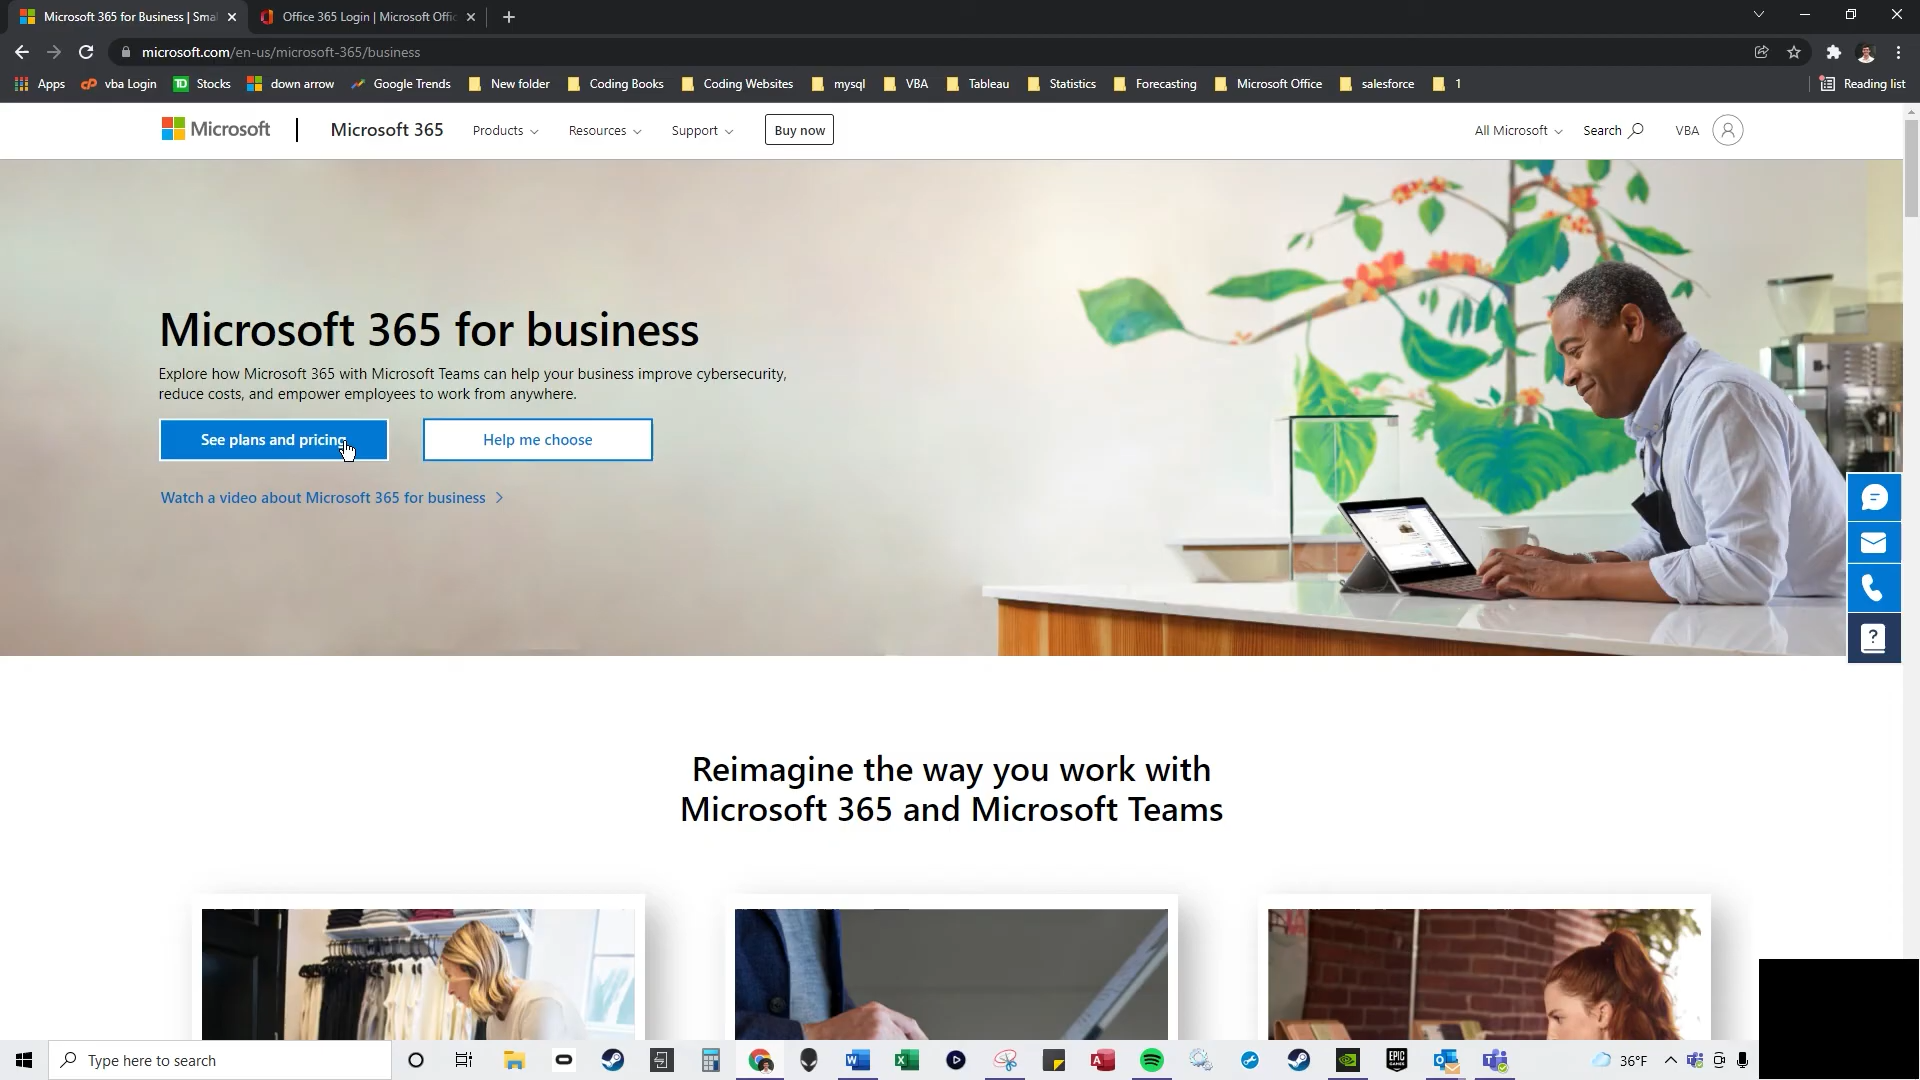 Microsoft 365 for Business | Smal
Office 365 Login | Microsoft Offic
microsoft.com/en-us/microsoft-365/business
Apps
vba Login
Stocks
down arrow
Google Trends
New folder
Coding Books
Coding Websites
mysql
VBA
Tableau
Statistics
Forecasting
Microsoft Office
salesforce
1
Reading list
Microsoft
Microsoft 365
Products
Resources
Support
Buy now
All Microsoft
Search
VBA
Microsoft 365 for business
Explore how Microsoft 365 with Microsoft Teams can help your business improve cybersecurity,
reduce costs, and empower employees to work from anywhere.
See plans and pricing
Help me choose
Watch a video about Microsoft 365 for business
Reimagine the way you work with
Microsoft 365 and Microsoft Teams
Type here to search
36°F